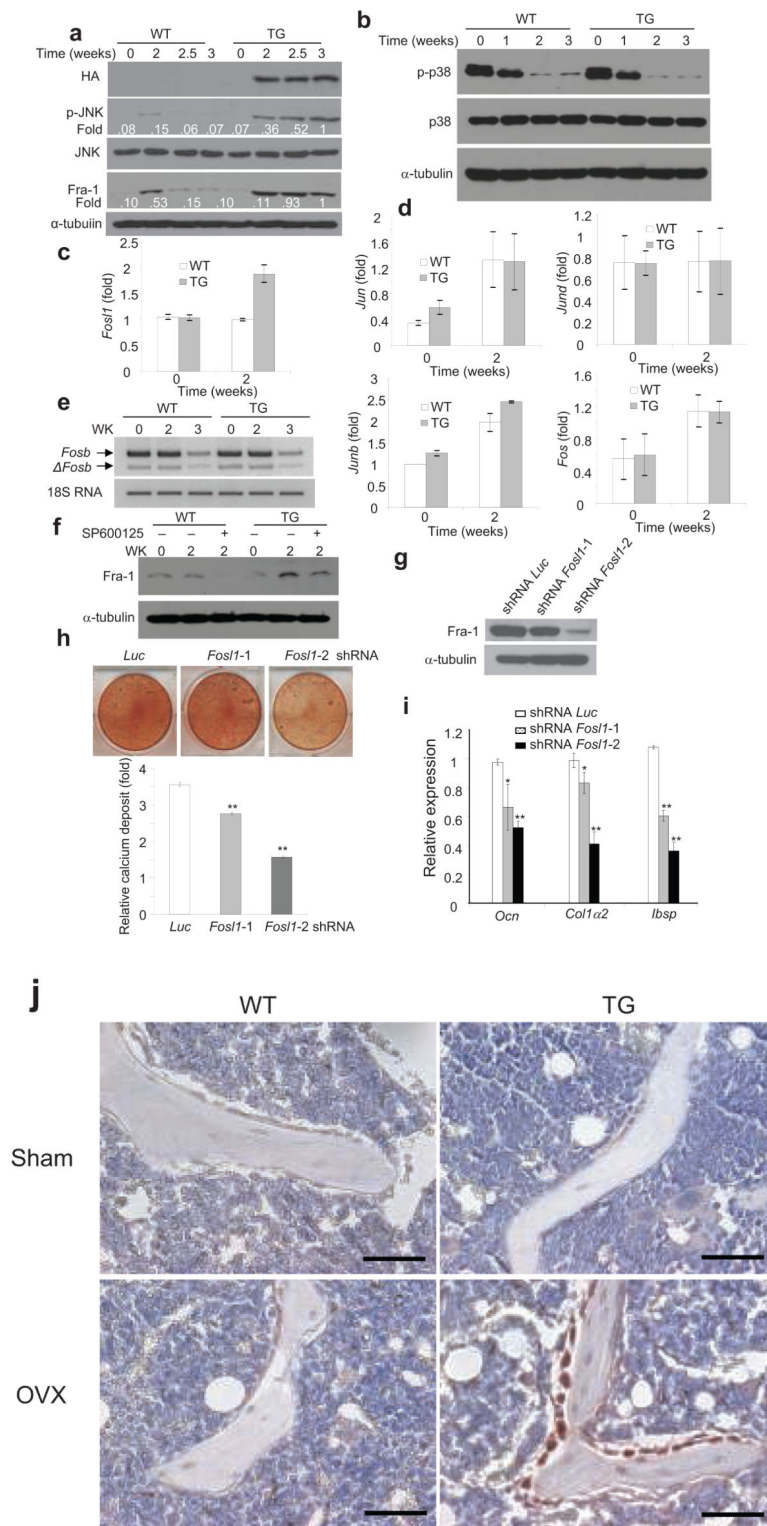 a
WT TG
Time (weeks) 0 2 2.5 3 0 2 2.5 3
HA
p-JNK
Fold .08 .15 .06 .07 .07 .36 .52 1
JNK
Fra-1
Fold .10 .53 .15 .10 .11 .93 1
α-tubulin
b
WT TG
Time (weeks) 0 1 2 3 0 1 2 3
p-p38
p38
α-tubulin
c
Fosl1 (fold)
2.5
2
1.5
1
0.5
0
WT
TG
0 2
Time (weeks)
d
Jun (fold)
2
1.6
1.2
0.8
0.4
0
WT
TG
0 2
Time (weeks)
Jund (fold)
1.2
1
0.8
0.6
0.4
0.2
0
WT
TG
0 2
Time (weeks)
Junb (fold)
3
2.5
2
1.5
1
0.5
0
WT
TG
0 2
Time (weeks)
Fos (fold)
1.6
1.2
0.8
0.4
0
WT
TG
0 2
Time (weeks)
e
WT TG
WK 0 2 3 0 2 3
Fosb
ΔFosb
18S RNA
f
WT TG
SP600125 – – + – – +
WK 0 2 2 0 2 2
Fra-1
α-tubulin
g
shRNA Luc
shRNA Fosl1-1
shRNA Fosl1-2
Fra-1
α-tubulin
h
Luc Fosl1-1 Fosl1-2 shRNA
Relative calcium deposit (fold)
4
3
2
1
0
**
**
Luc Fosl1-1 Fosl1-2 shRNA
i
shRNA Luc
shRNA Fosl1-1
shRNA Fosl1-2
Relative expression
1.2
1
0.8
0.6
0.4
0.2
0
* **
* **
** **
Ocn Col1α2 Ibsp
j
WT TG
Sham
OVX